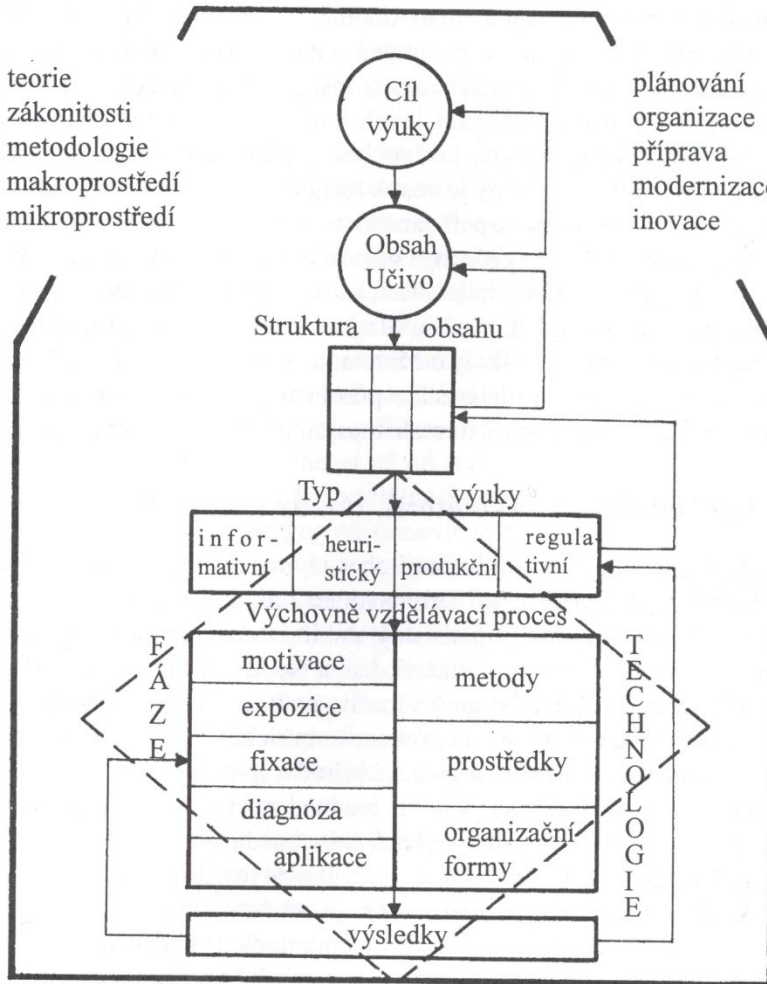 teorie
zákonitosti
metodologie
makroprostředí
mikroprostředí
Cíl
výuky
plánování
organizace
příprava
modernizace
inovace
Obsah
Učivo
Struktura obsahu
Typ výuky
infor-
mativní
heuri-
stický
produkční
regula-
tivní
Výchovně vzdělávací proces
FÁZE
motivace
expozice
fixace
diagnóza
aplikace
metody
prostředky
organizační
formy
TECHNOLOGIE
výsledky